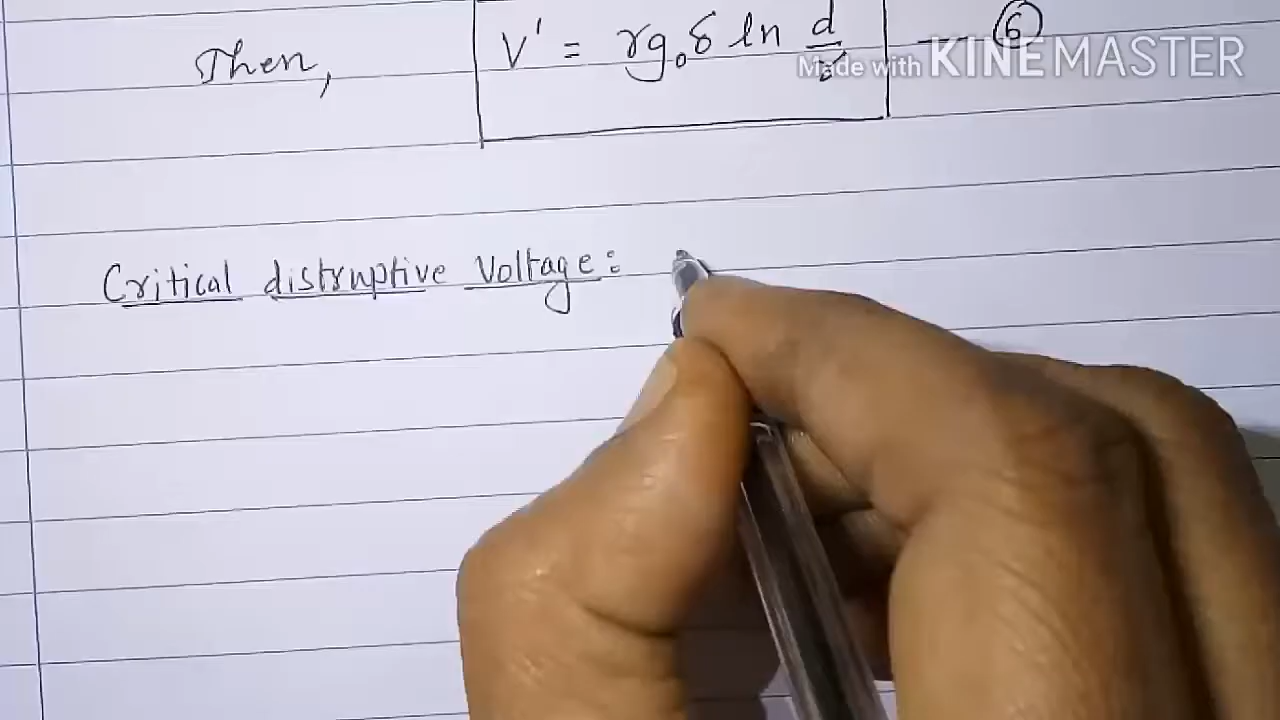 Then, V' = rg₀δ ln d/r — ⑥
Made with KINEMASTER
Critical distruptive Voltage: